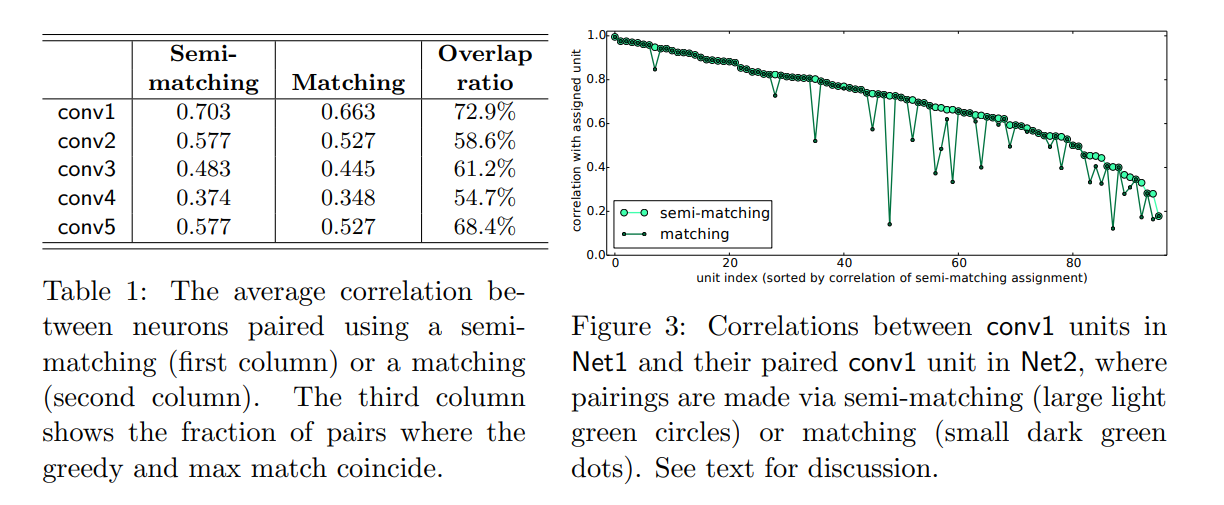 Semi-
matching Matching Overlap
ratio
conv1 0.703 0.663 72.9%
conv2 0.577 0.527 58.6%
conv3 0.483 0.445 61.2%
conv4 0.374 0.348 54.7%
conv5 0.577 0.527 68.4%
Table 1: The average correlation be-
tween neurons paired using a semi-
matching (first column) or a matching
(second column). The third column
shows the fraction of pairs where the
greedy and max match coincide.
correlation with assigned unit
1.0
0.8
0.6
0.4
0.2
0.0
semi-matching
matching
0 20 40 60 80
unit index (sorted by correlation of semi-matching assignment)
Figure 3: Correlations between conv1 units in
Net1 and their paired conv1 unit in Net2, where
pairings are made via semi-matching (large light
green circles) or matching (small dark green
dots). See text for discussion.